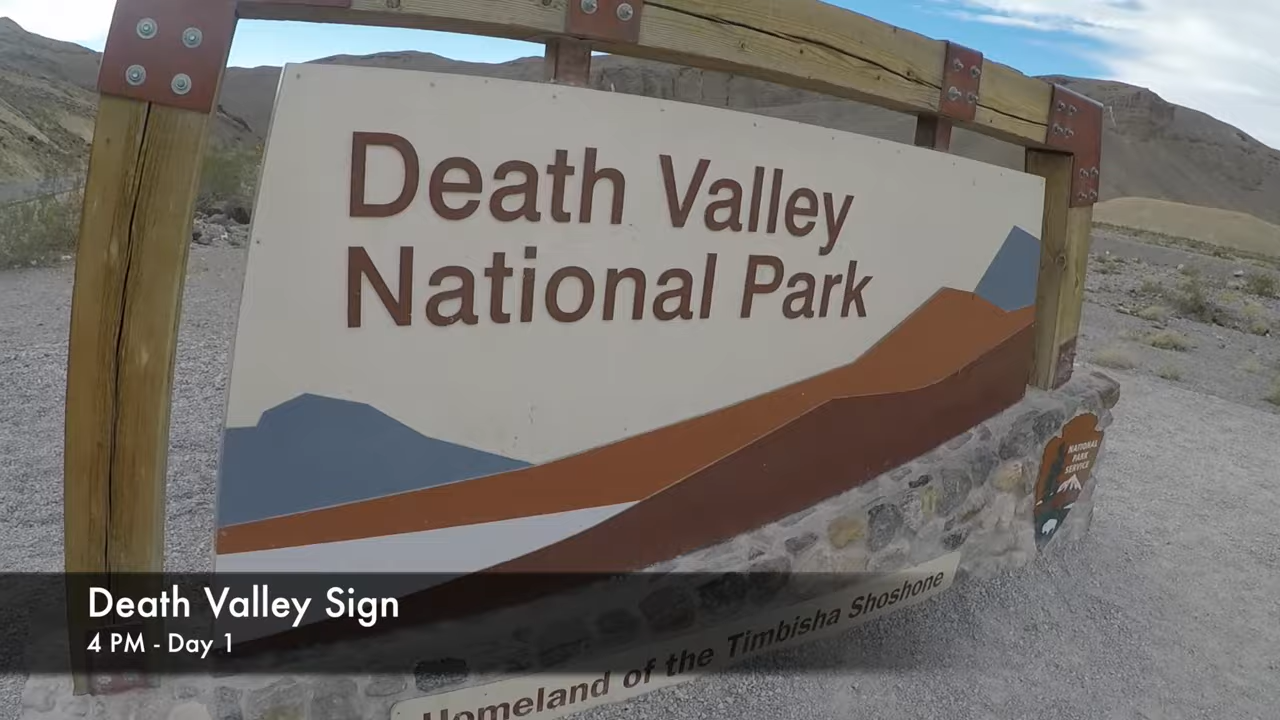 Death Valley
National Park
NATIONAL
PARK
SERVICE
Homeland of the Timbisha Shoshone
Death Valley Sign
4 PM - Day 1